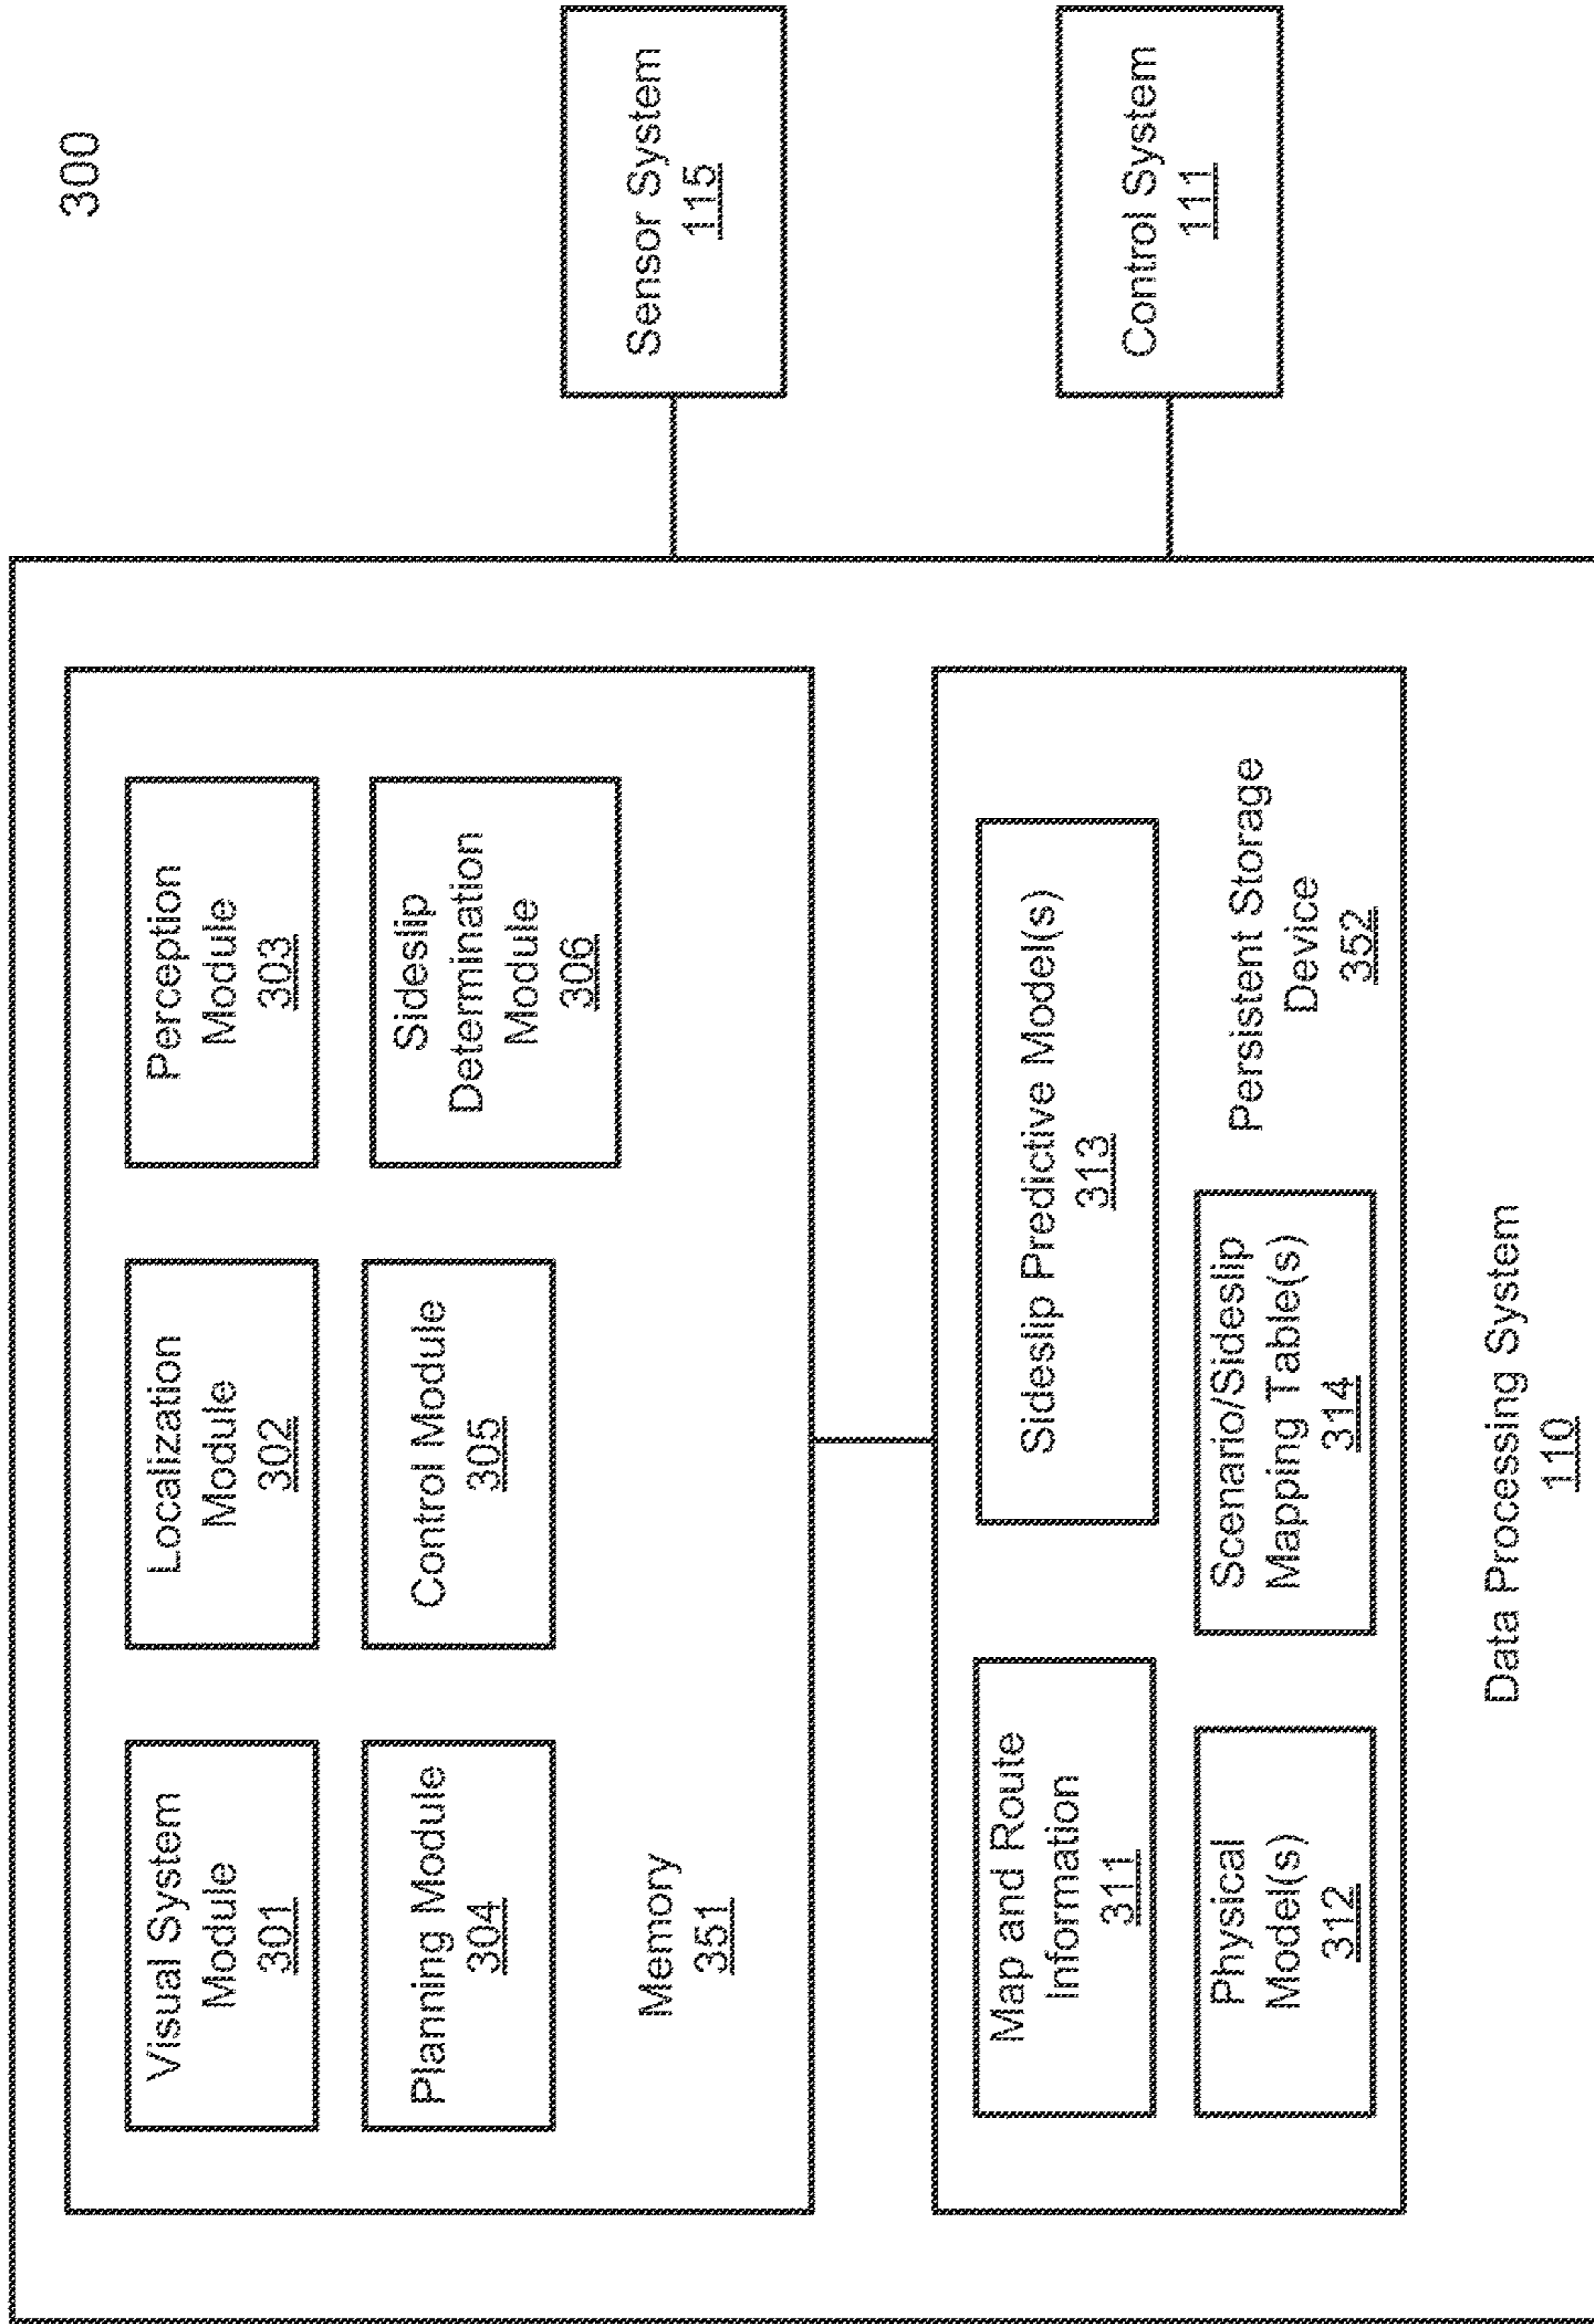 300
Visual System
Module
301
Localization
Module
302
Perception
Module
303
Planning Module
304
Control Module
305
Sideslip
Determination
Module
306
Memory
351
Sensor System
115
Map and Route
Information
311
Sideslip Predictive Model(s)
313
Physical
Model(s)
312
Scenario/Sideslip
Mapping Table(s)
314
Persistent Storage
Device
352
Control System
111
Data Processing System
110